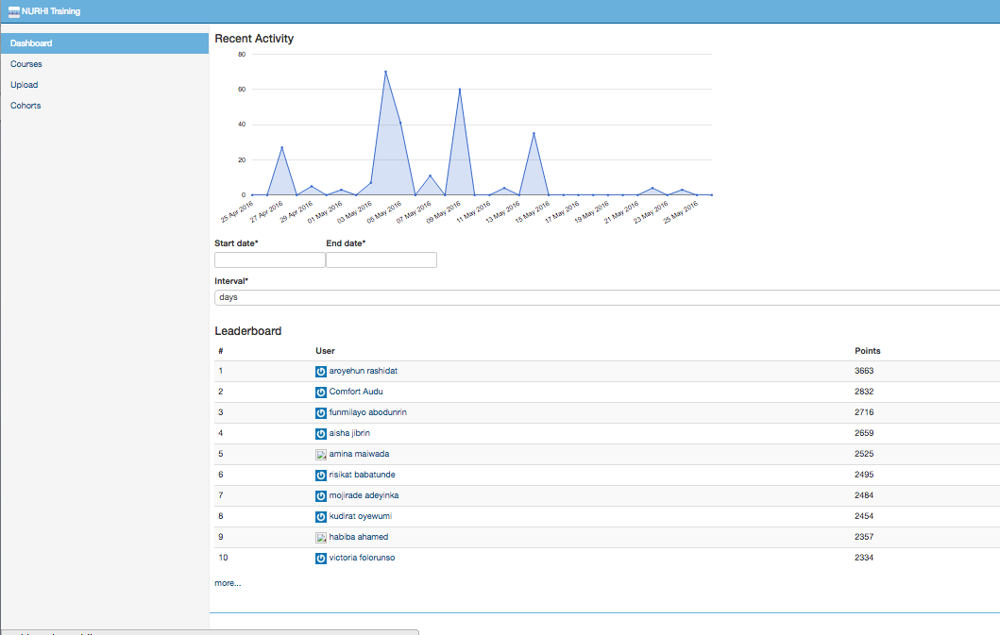 NURHI Training
Dashboard
Courses
Upload
Cohorts
Recent Activity
80
60
40
20
0
25 Apr 2016 27 Apr 2016 29 Apr 2016 01 May 2016 03 May 2016 05 May 2016 07 May 2016 09 May 2016 11 May 2016 13 May 2016 15 May 2016 17 May 2016 19 May 2016 21 May 2016 23 May 2016 25 May 2016
Start date* End date*
Interval*
days
Leaderboard
# User Points
1 aroyehun rashidat 3663
2 Comfort Audu 2832
3 funmilayo abodunrin 2716
4 aisha jibrin 2659
5 amina maiwada 2525
6 risikat babatunde 2495
7 mojirade adeyinka 2484
8 kudirat oyewumi 2454
9 habiba ahamed 2357
10 victoria folorunso 2334
more...